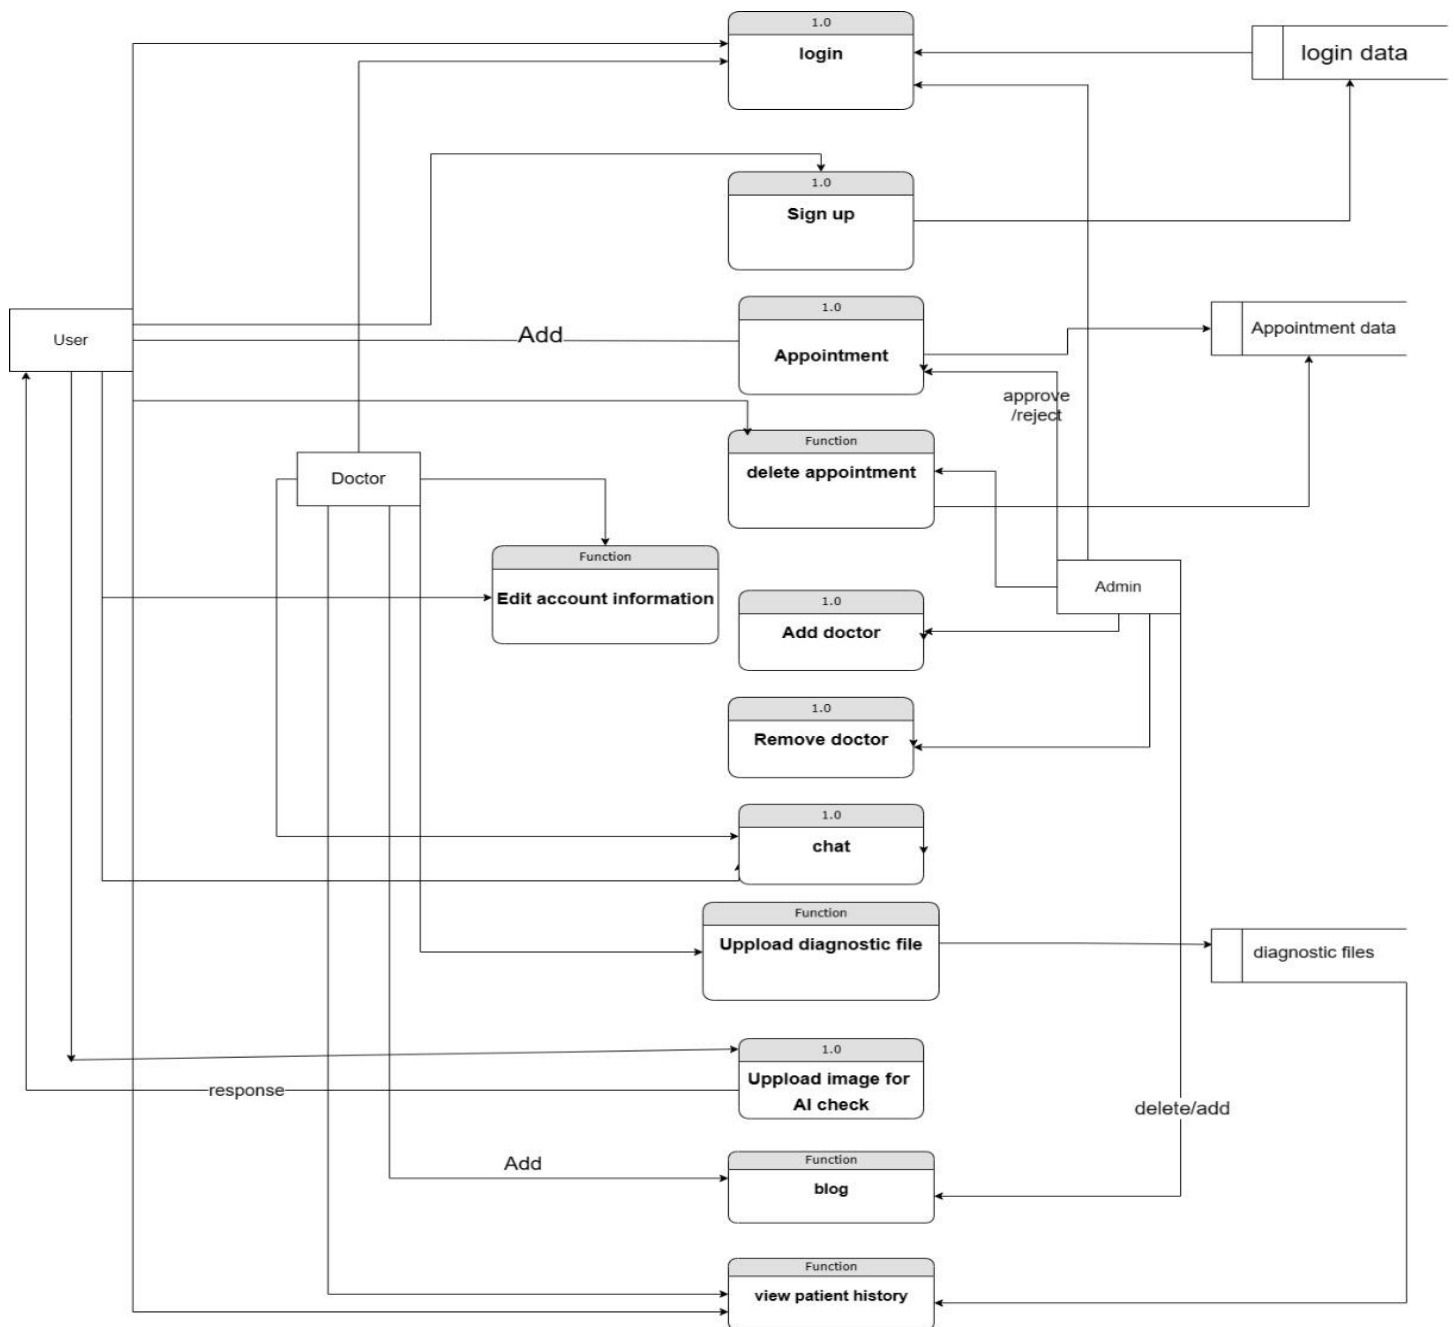 1.0
login
login data
1.0
Sign up
User
Add
1.0
Appointment
Appointment data
approve
/reject
Function
delete appointment
Doctor
Function
Edit account information
Admin
1.0
Add doctor
1.0
Remove doctor
1.0
chat
Function
Uppload diagnostic file
diagnostic files
1.0
Uppload image for
AI check
response
delete/add
Add
Function
blog
Function
view patient history